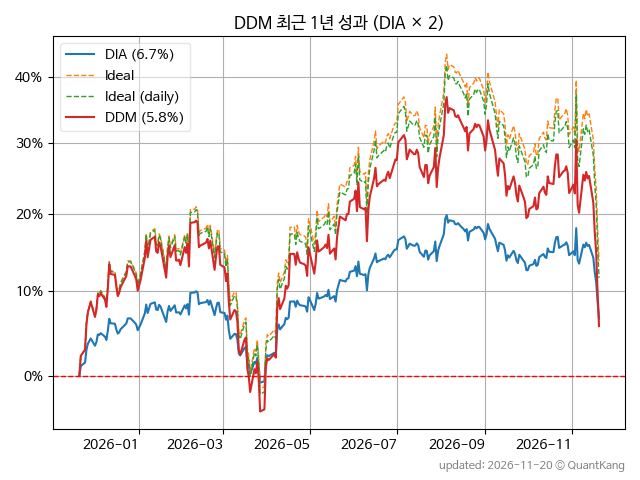 DDM 최근 1년 성과 (DIA × 2)
DIA (6.7%)
Ideal
Ideal (daily)
DDM (5.8%)
40%
30%
20%
10%
0%
2026-01
2026-03
2026-05
2026-07
2026-09
2026-11
updated: 2026-11-20 © QuantKang